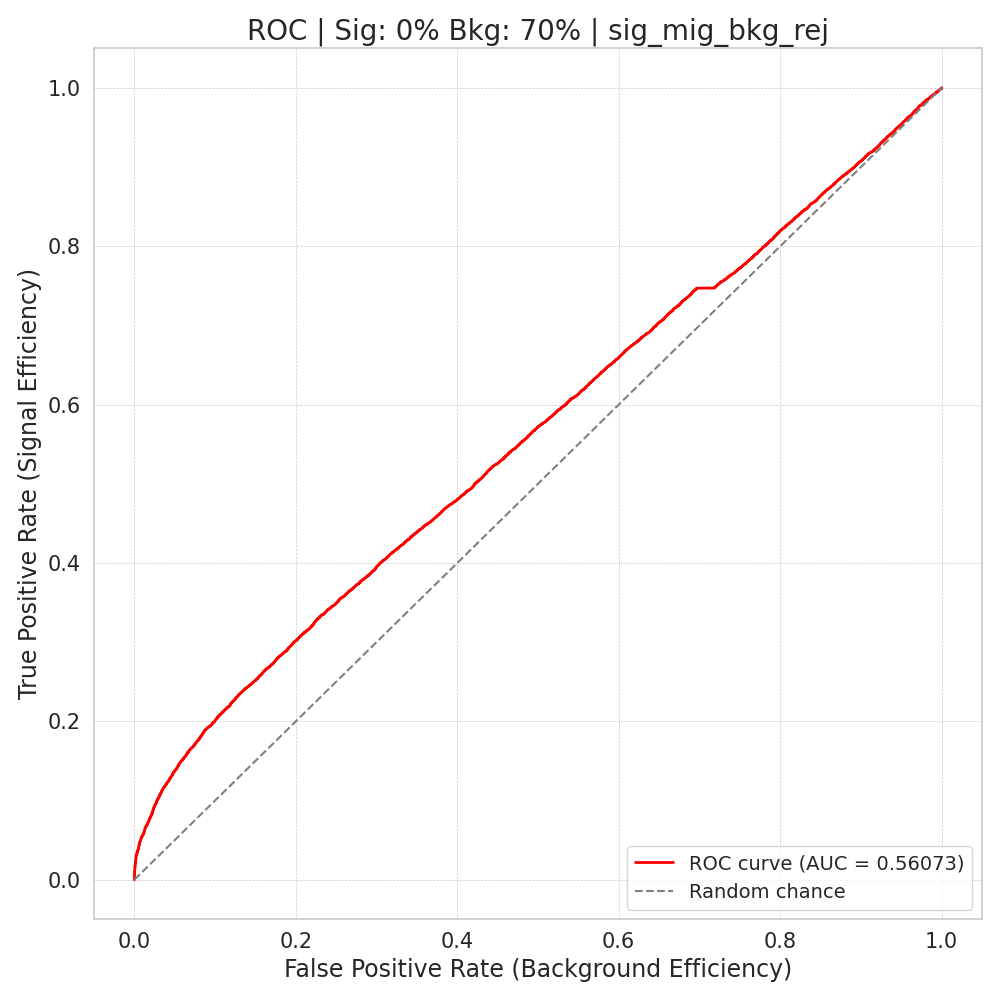 ROC | Sig: 0% Bkg: 70% | sig_mig_bkg_rej
True Positive Rate (Signal Efficiency)
1.0
0.8
0.6
0.4
0.2
0.0
ROC curve (AUC = 0.56073)
Random chance
0.0 0.2 0.4 0.6 0.8 1.0
False Positive Rate (Background Efficiency)